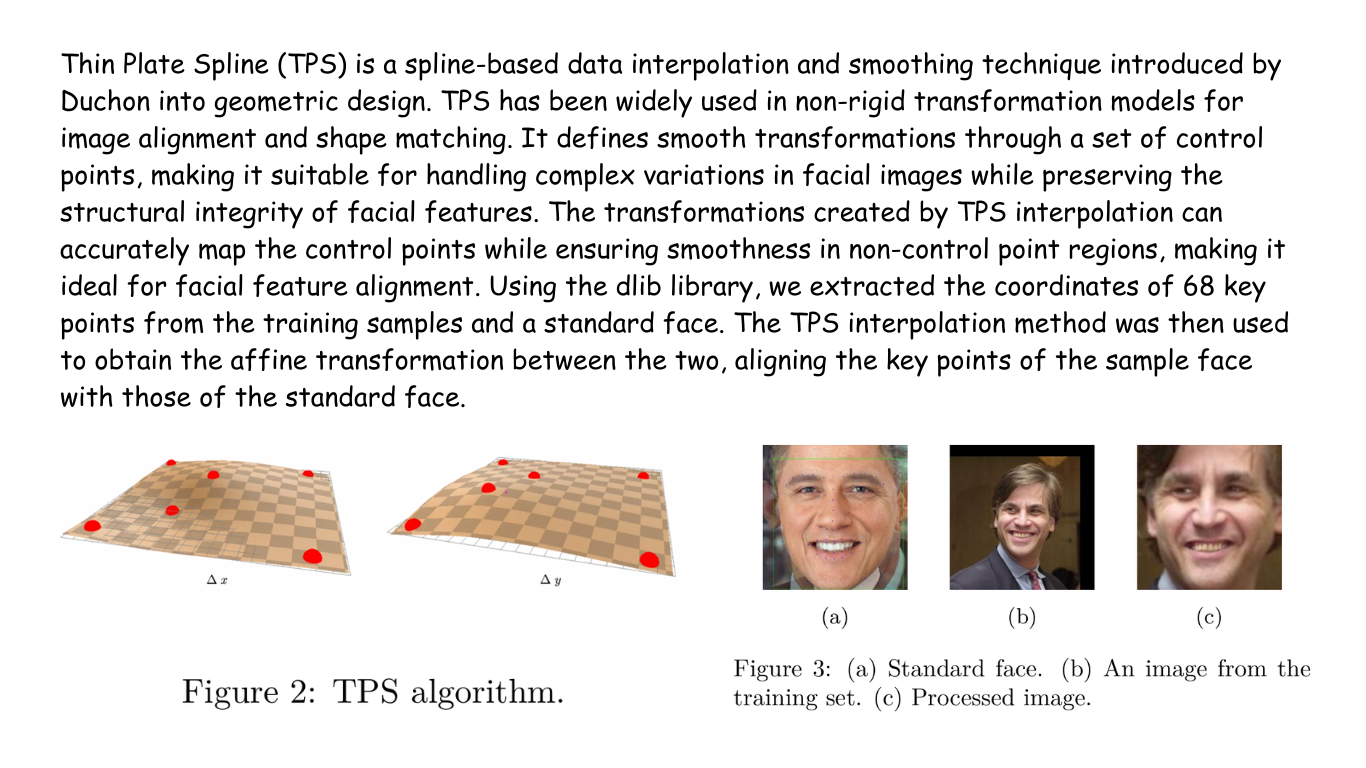 Thin Plate Spline (TPS) is a spline-based data interpolation and smoothing technique introduced by
Duchon into geometric design. TPS has been widely used in non-rigid transformation models for
image alignment and shape matching. It defines smooth transformations through a set of control
points, making it suitable for handling complex variations in facial images while preserving the
structural integrity of facial features. The transformations created by TPS interpolation can
accurately map the control points while ensuring smoothness in non-control point regions, making it
ideal for facial feature alignment. Using the dlib library, we extracted the coordinates of 68 key
points from the training samples and a standard face. The TPS interpolation method was then used
to obtain the affine transformation between the two, aligning the key points of the sample face
with those of the standard face.
Δ x
Δ y
Figure 2: TPS algorithm.
(a)
(b)
(c)
Figure 3: (a) Standard face. (b) An image from the
training set. (c) Processed image.